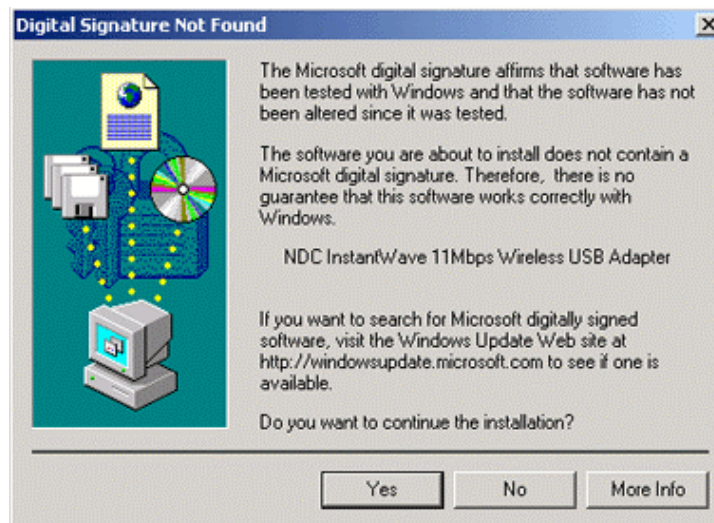 Digital Signature Not Found
The Microsoft digital signature affirms that software has
been tested with Windows and that the software has not
been altered since it was tested.
The software you are about to install does not contain a
Microsoft digital signature. Therefore, there is no
guarantee that this software works correctly with
Windows.
NDC InstantWave 11Mbps Wireless USB Adapter
If you want to search for Microsoft digitally signed
software, visit the Windows Update Web site at
http://windowsupdate.microsoft.com to see if one is
available.
Do you want to continue the installation?
Yes
No
More Info